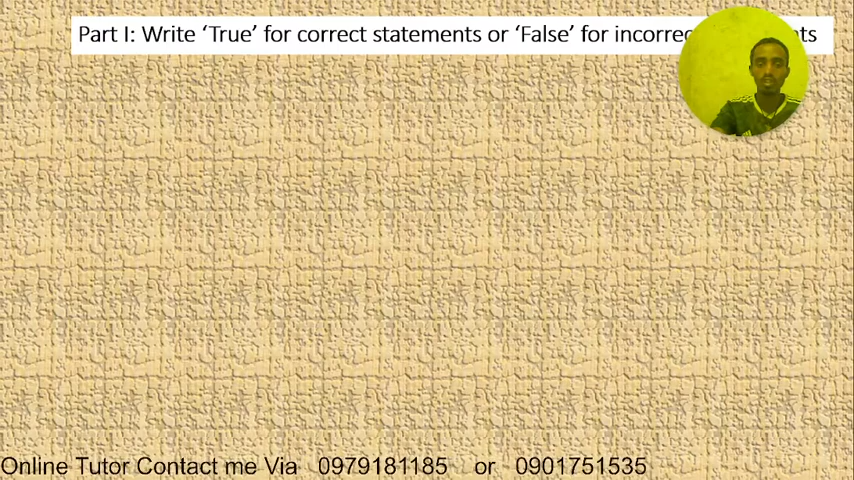 Part I: Write ‘True’ for correct statements or ‘False’ for
Online Tutor Contact me Via 0979181185 or 0901751535